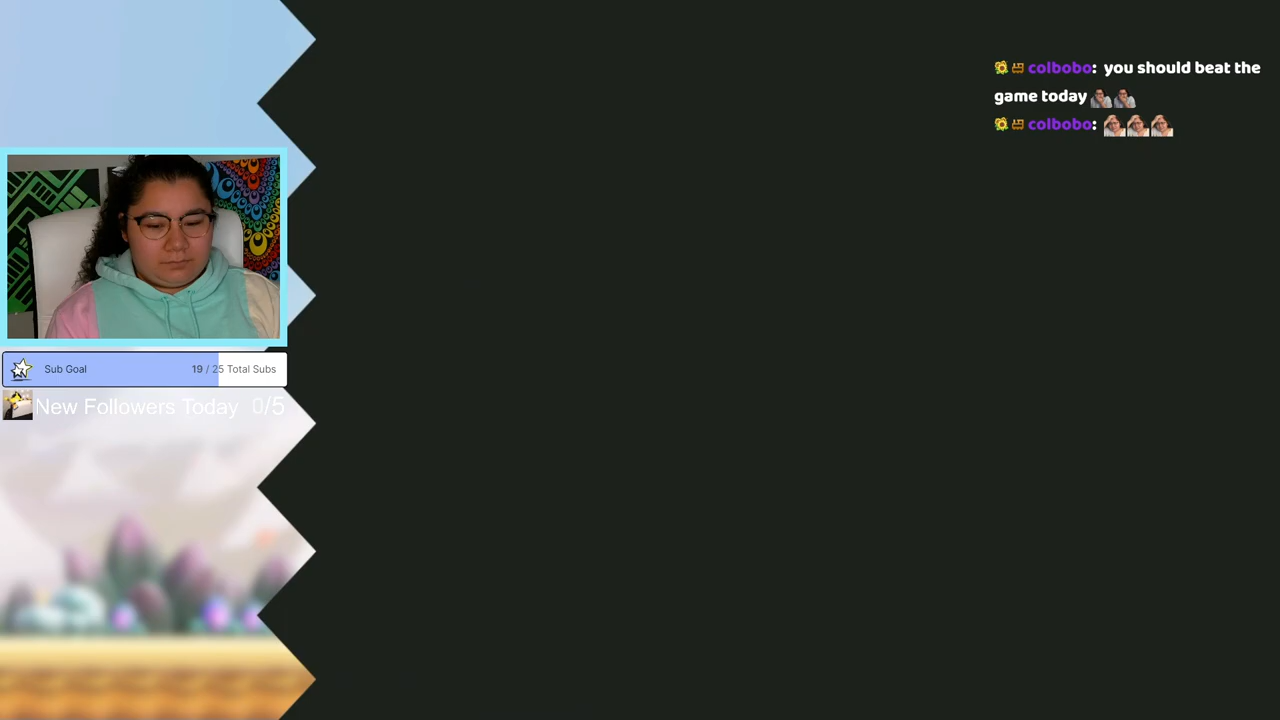 colbobo: you should beat the
game today
colbobo:
Sub Goal 19 / 25 Total Subs
New Followers Today 0/5